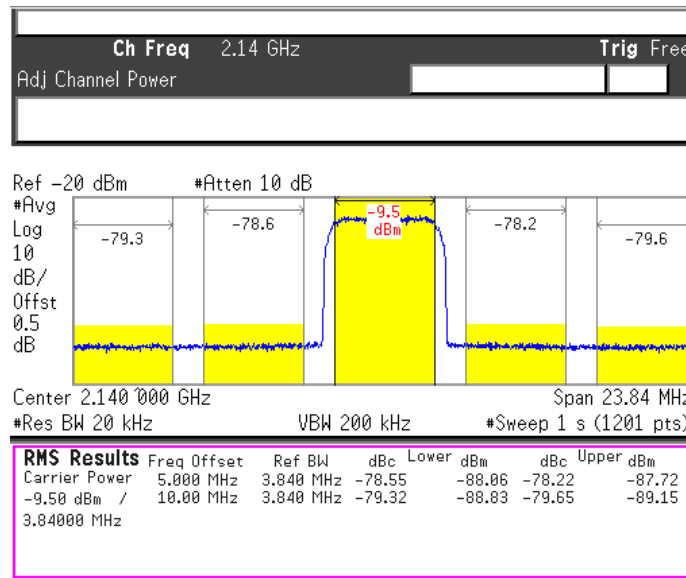 Ch Freq 2.14 GHz Trig Free
Adj Channel Power
Ref -20 dBm #Atten 10 dB
#Avg
Log
10
dB/
Offst
0.5
dB
-79.3 -78.6 -9.5 dBm -78.2 -79.6
Center 2.140 000 GHz Span 23.84 MHz
#Res BW 20 kHz VBW 200 kHz #Sweep 1 s (1201 pts)
RMS Results Freq Offset Ref BW dBc Lower dBm dBc Upper dBm
Carrier Power 5.000 MHz 3.840 MHz -78.55 -88.06 -78.22 -87.72
-9.50 dBm / 10.00 MHz 3.840 MHz -79.32 -88.83 -79.65 -89.15
3.84000 MHz